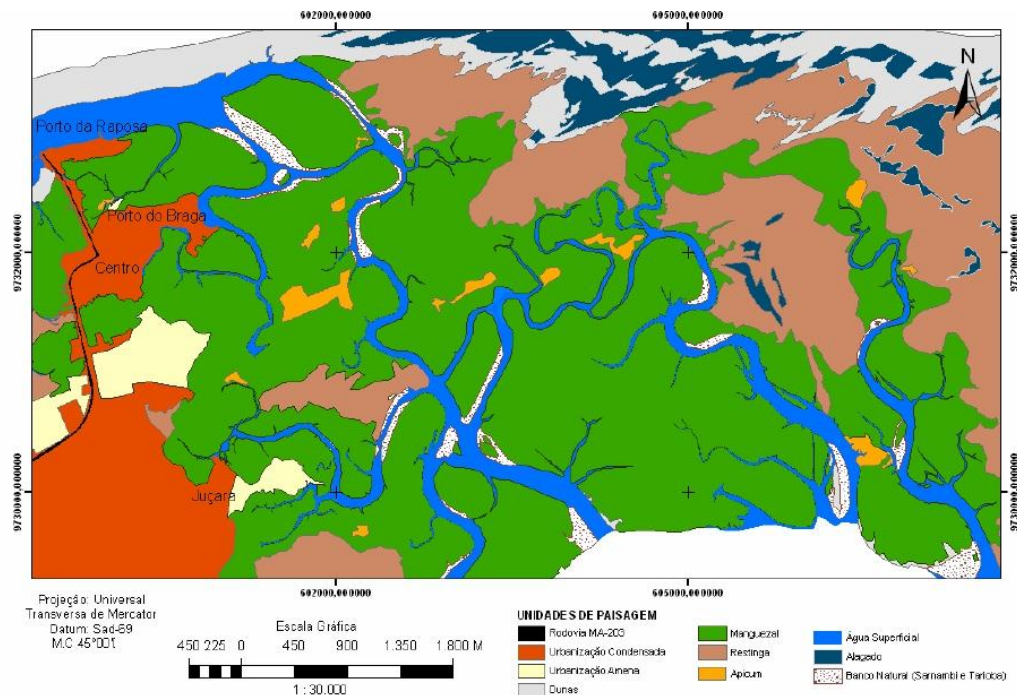 602000,000000
605000,000000
N
Porto da Raposa
Porto do Braga
Centro
Juçara
9732000,000000
9732000,000000
9730000,000000
9730000,000000
602000,000000
605000,000000
Projeção: Universal
Transversa de Mercator
Datum: Sad-69
Escala Gráfica
450 225 0 450 900 1.350 1.800 M
1 : 30.000
UNIDADES DE PAISAGEM
Rodovia MA-203
Urbanização Condensada
Urbanização Amena
Dunas
Manguezal
Restinga
Apicum
Água Superficial
Alagado
Banco Natural (Sarnambi e Tarioba)